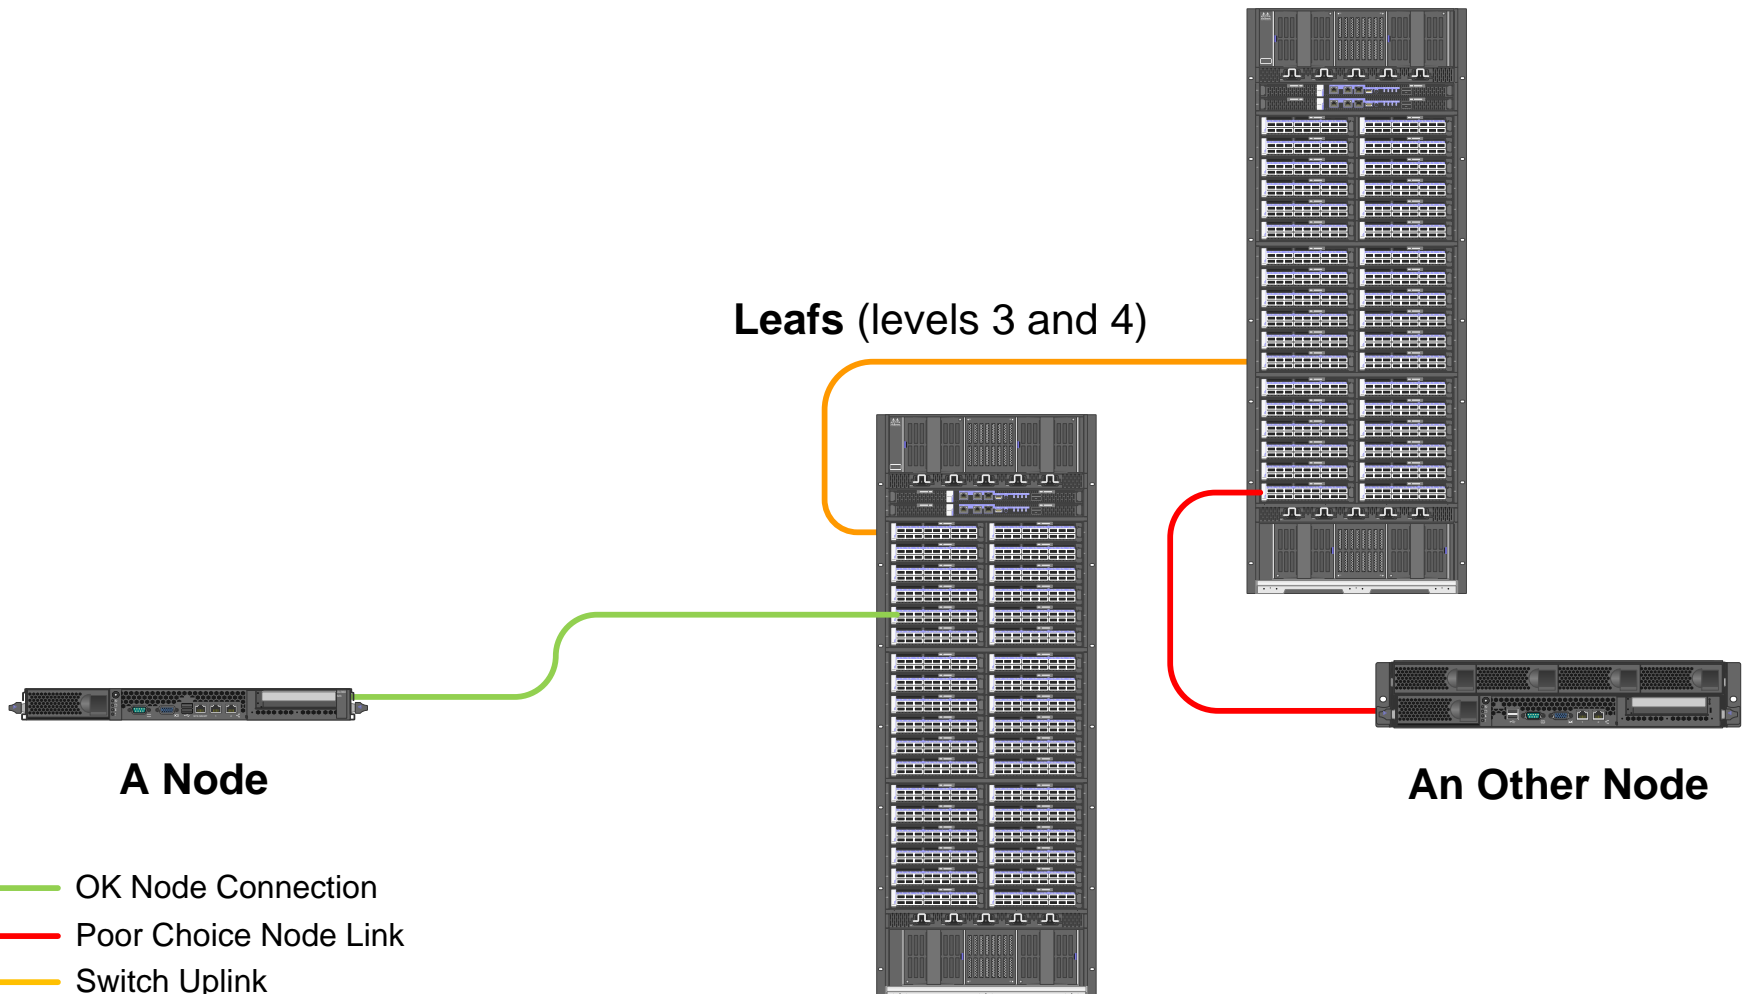 Leafs (levels 3 and 4)
A Node
An Other Node
OK Node Connection
Poor Choice Node Link
Switch Uplink